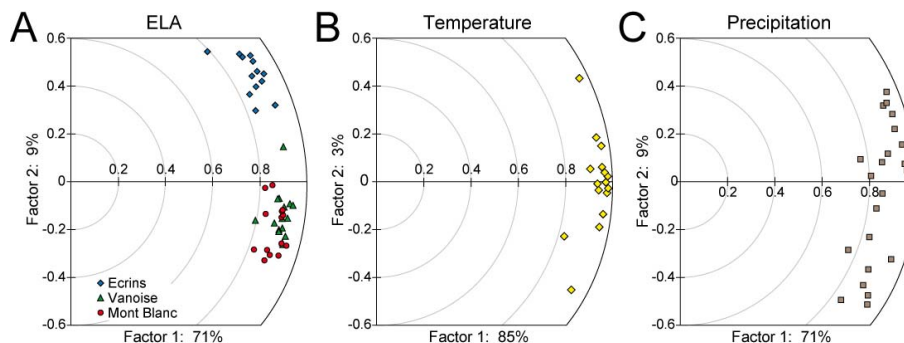 A ELA
0.6
0.4
0.2
0
-0.2
-0.4
-0.6
0.2 0.4 0.6 0.8
Factor 2: 9%
Ecrins
Vanoise
Mont Blanc
Factor 1: 71%
B Temperature
0.6
0.4
0.2
0
-0.2
-0.4
-0.6
0.2 0.4 0.6 0.8
Factor 2: 3%
Factor 1: 85%
C Precipitation
0.6
0.4
0.2
0
-0.2
-0.4
-0.6
0.2 0.4 0.6 0.8
Factor 2: 9%
Factor 1: 71%